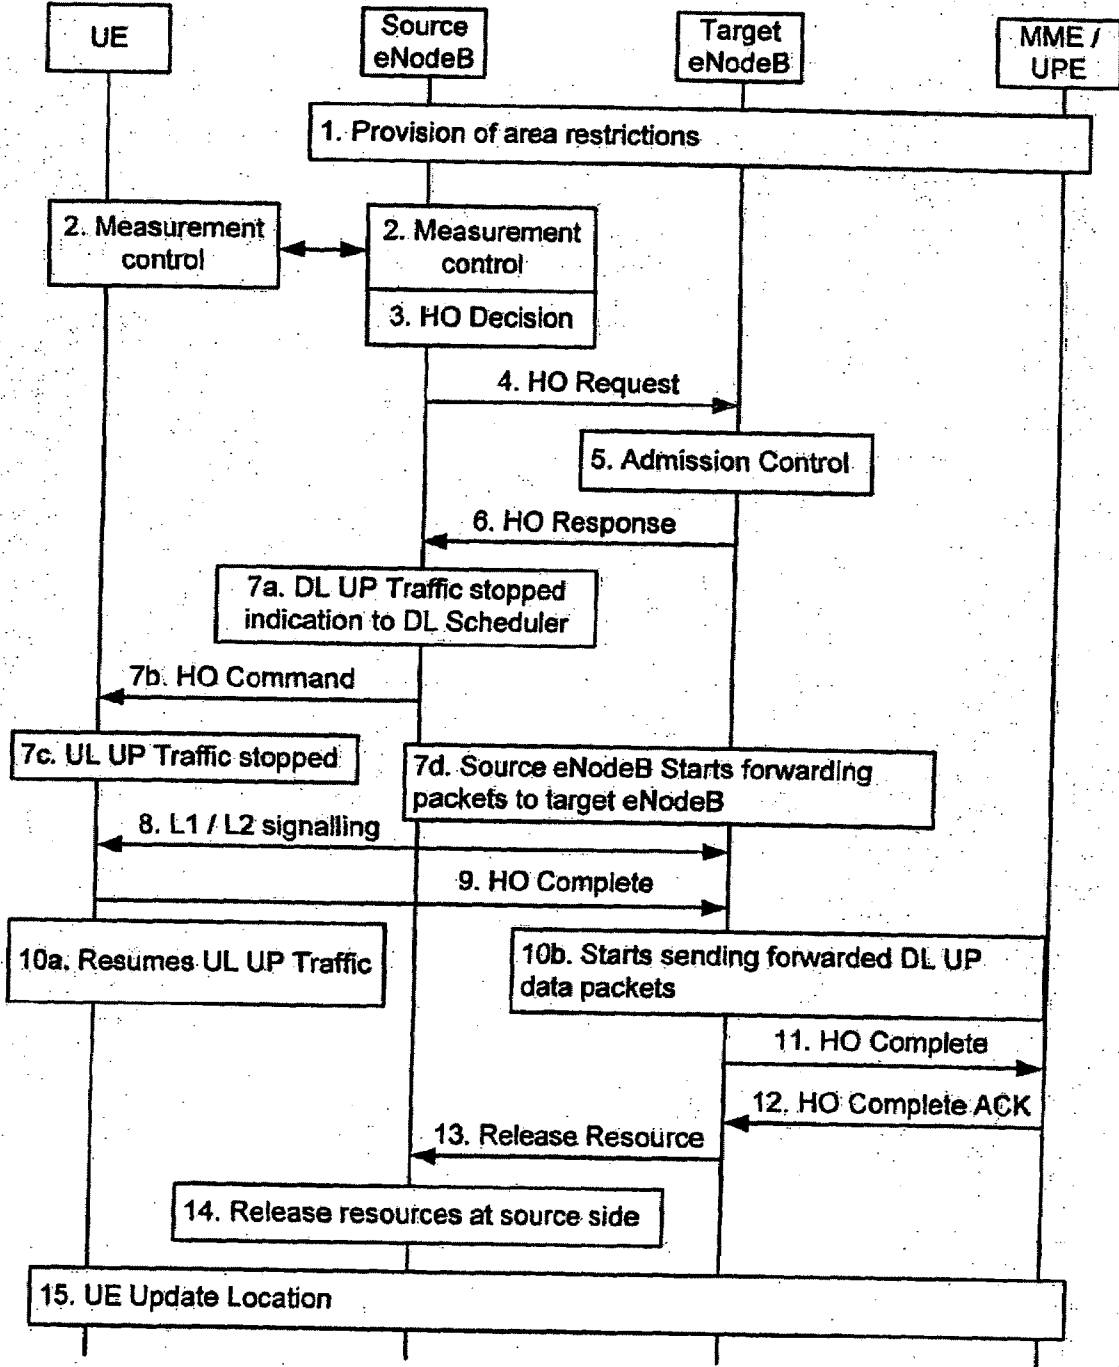 UE
Source
eNodeB
Target
eNodeB
MME /
UPE
1. Provision of area restrictions
2. Measurement
control
2. Measurement
control
3. HO Decision
4. HO Request
5. Admission Control
6. HO Response
7a. DL UP Traffic stopped
indication to DL Scheduler
7b. HO Command
7c. UL UP Traffic stopped
7d. Source eNodeB Starts forwarding
packets to target eNodeB
8. L1 / L2 signalling
9. HO Complete
10a. Resumes UL UP Traffic
10b. Starts sending forwarded DL UP
data packets
11. HO Complete
12. HO Complete ACK
13. Release Resource
14. Release resources at source side
15. UE Update Location